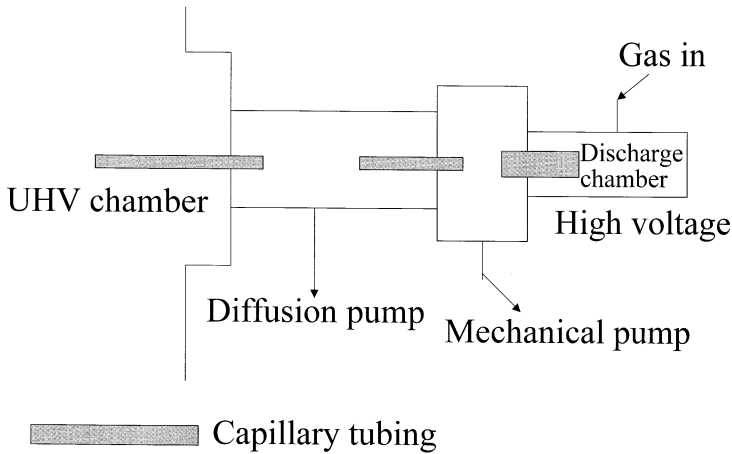 Gas in
Discharge
chamber
UHV chamber
High voltage
Diffusion pump
Mechanical pump
Capillary tubing